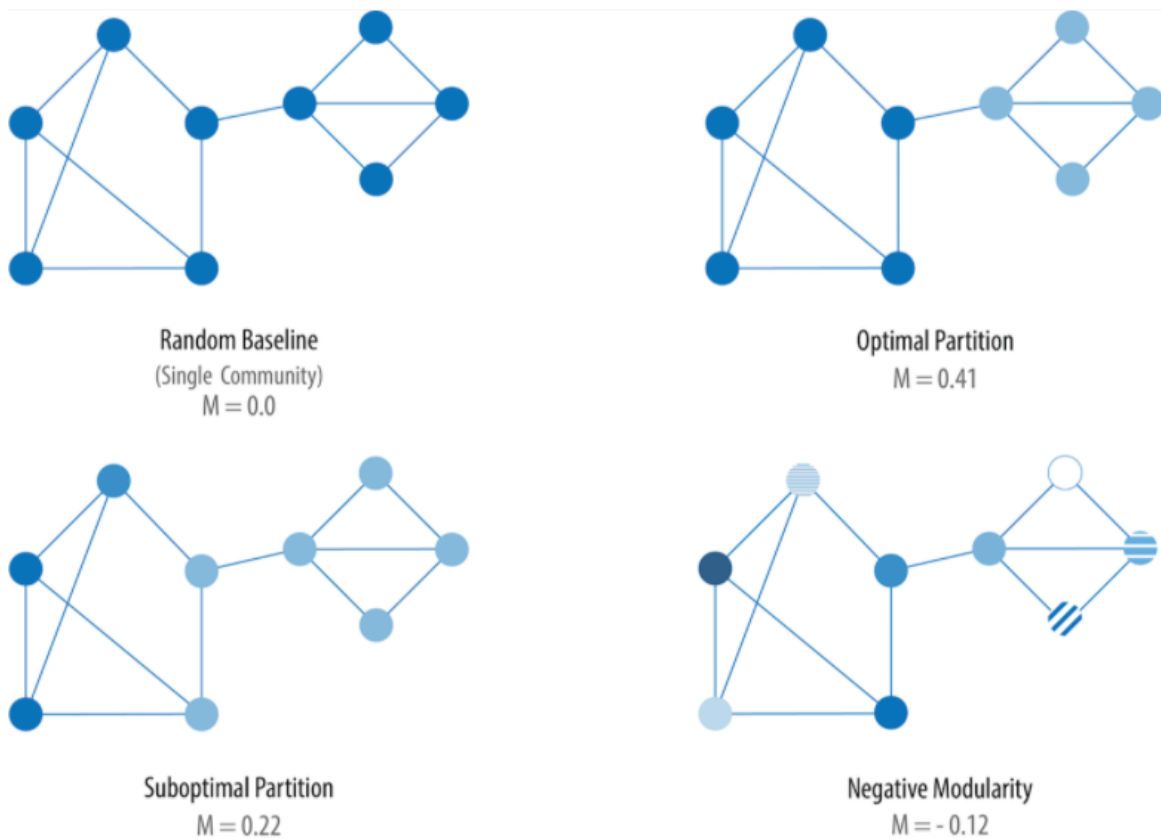 Random Baseline
(Single Community)
M = 0.0
Optimal Partition
M = 0.41
Suboptimal Partition
M = 0.22
Negative Modularity
M = - 0.12